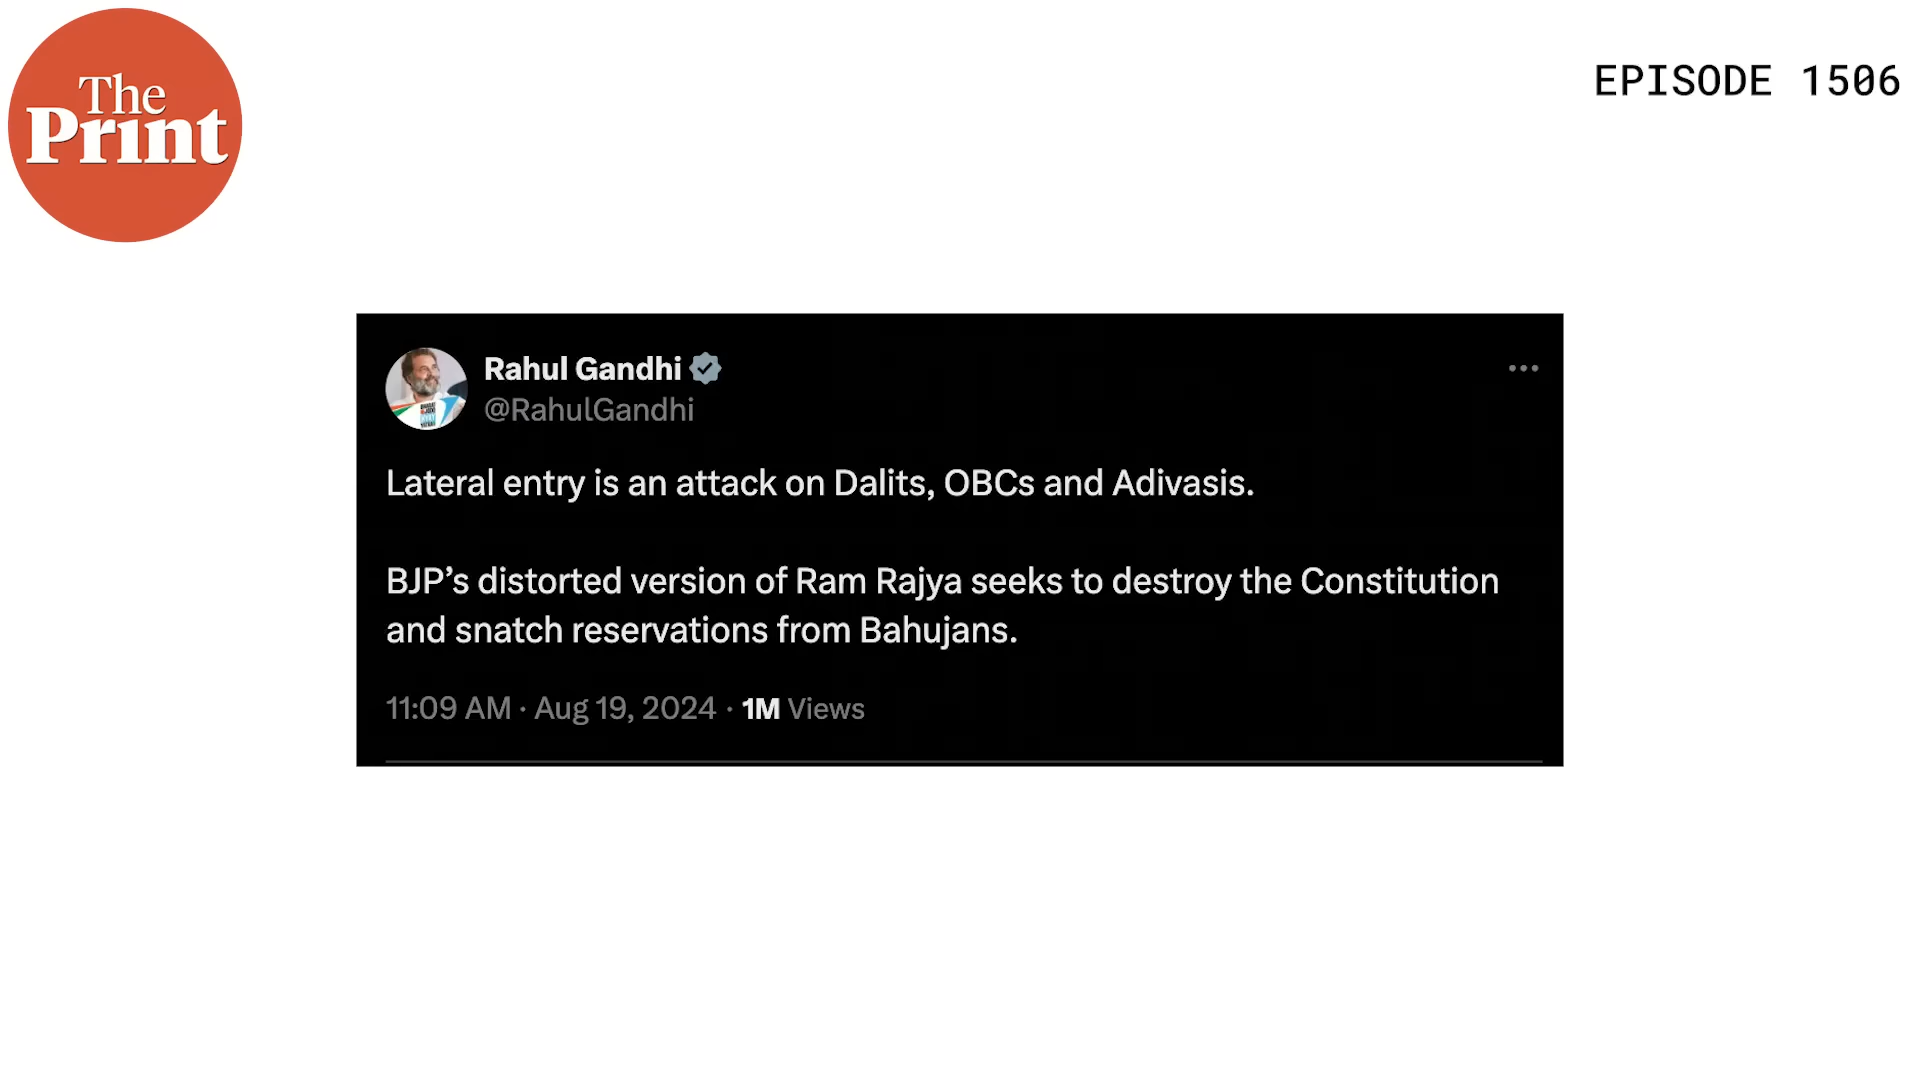 The
Print
EPISODE 1506
Rahul Gandhi
@RahulGandhi
Lateral entry is an attack on Dalits, OBCs and Adivasis.
BJP’s distorted version of Ram Rajya seeks to destroy the Constitution
and snatch reservations from Bahujans.
11:09 AM · Aug 19, 2024 · 1M Views